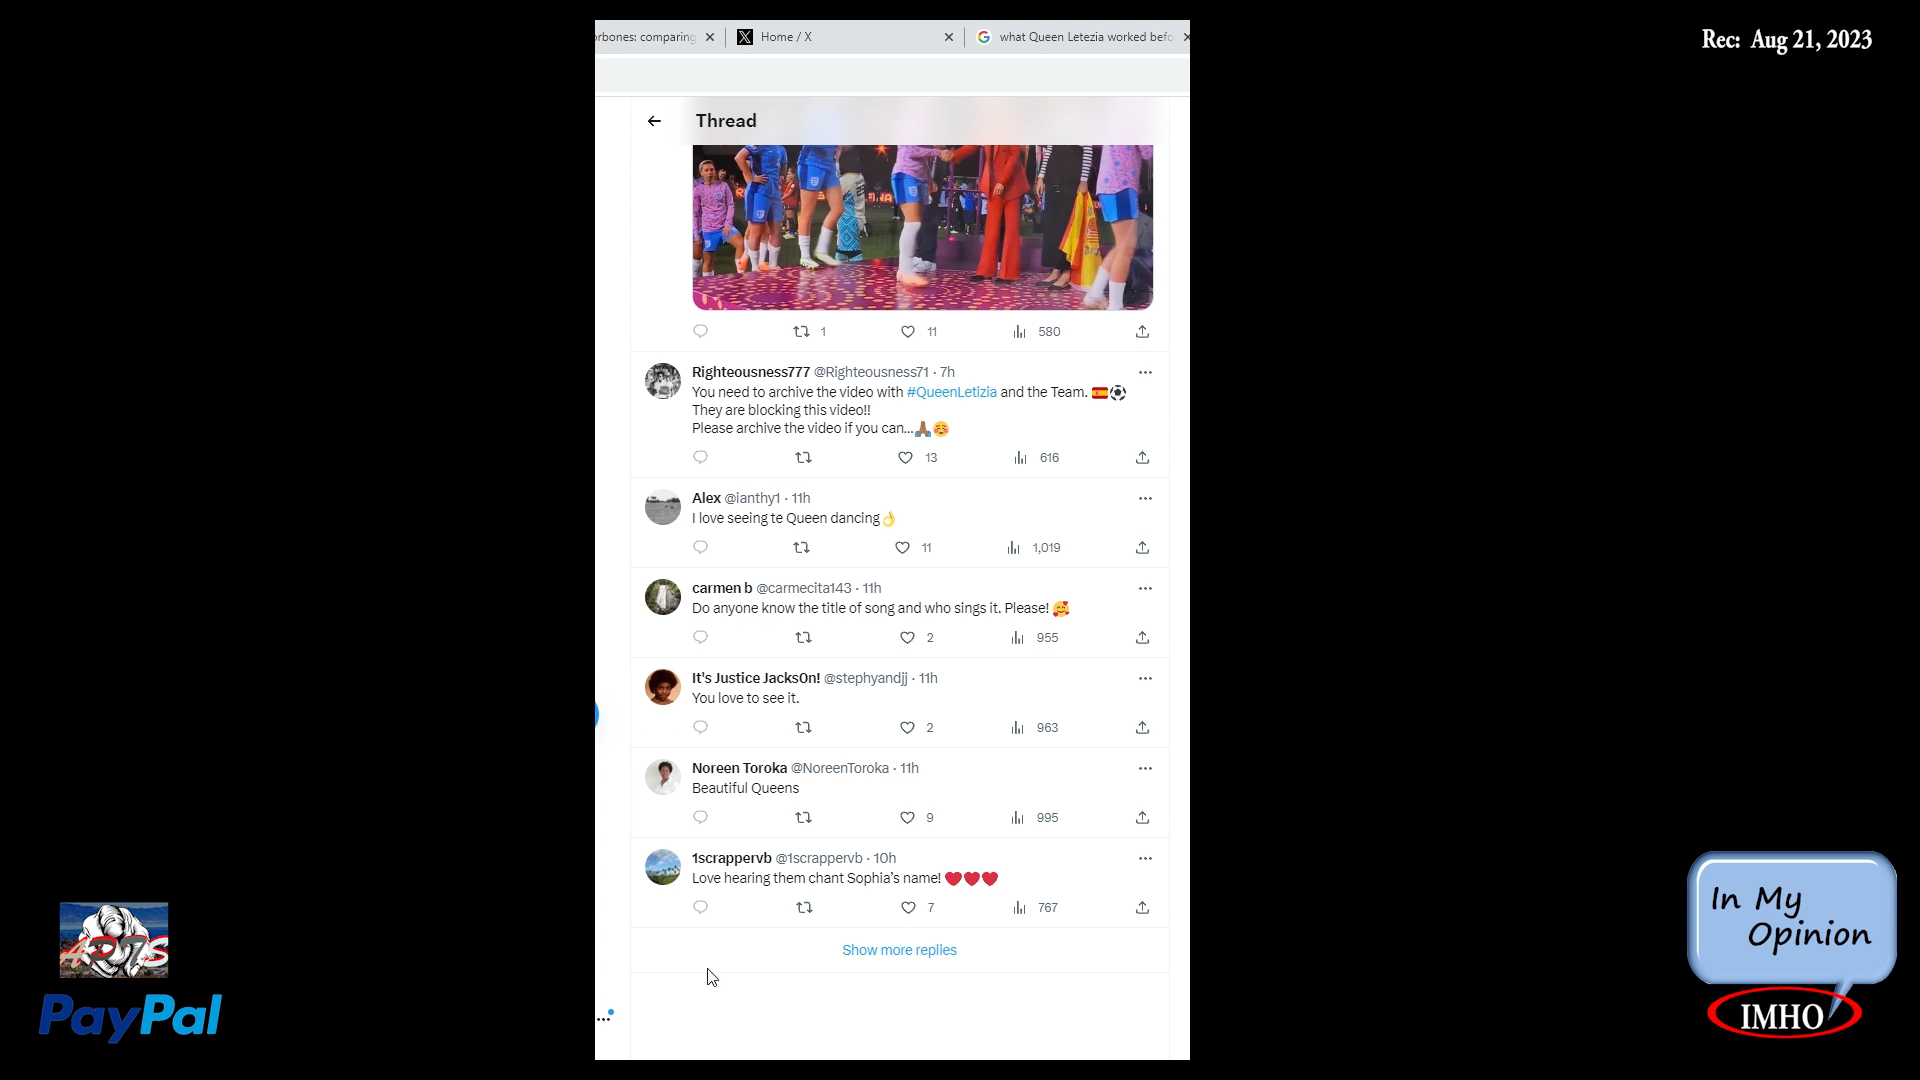 orbones: comparing
Home / X
what Queen Letezia worked befo
Rec: Aug 21, 2023
Thread
1
11
580
Righteousness777 @Righteousness71 · 7h
You need to archive the video with #QueenLetizia and the Team. 🇪🇸⚽
They are blocking this video!!
Please archive the video if you can...🙏🏾☺️
13
616
Alex @ianthy1 · 11h
I love seeing te Queen dancing👌
11
1,019
carmen b @carmecita143 · 11h
Do anyone know the title of song and who sings it. Please! 🥰
2
955
It's Justice Jacks0n! @stephyandjj · 11h
You love to see it.
2
963
Noreen Toroka @NoreenToroka · 11h
Beautiful Queens
9
995
1scrappervb @1scrappervb · 10h
Love hearing them chant Sophia’s name! ❤️❤️❤️
7
767
Show more replies
PayPal
In My
Opinion
IMHO